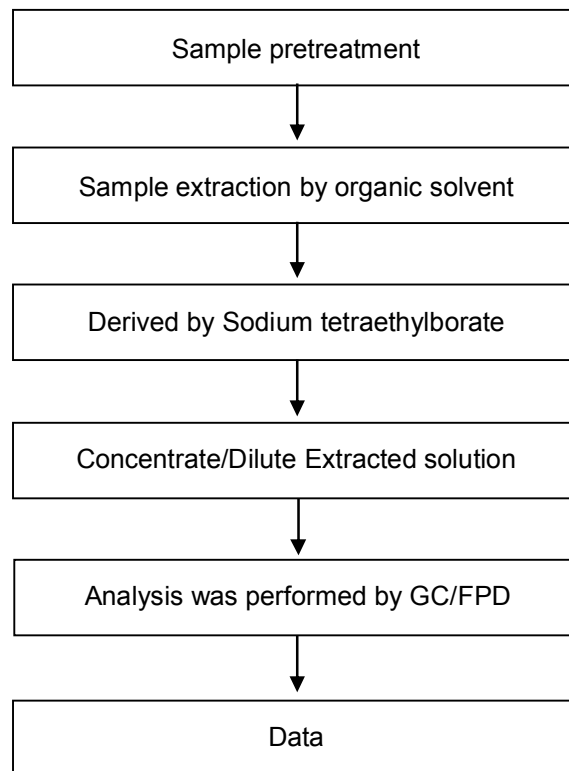 Sample pretreatment
Sample extraction by organic solvent
Derived by Sodium tetraethylborate
Concentrate/Dilute Extracted solution
Analysis was performed by GC/FPD
Data